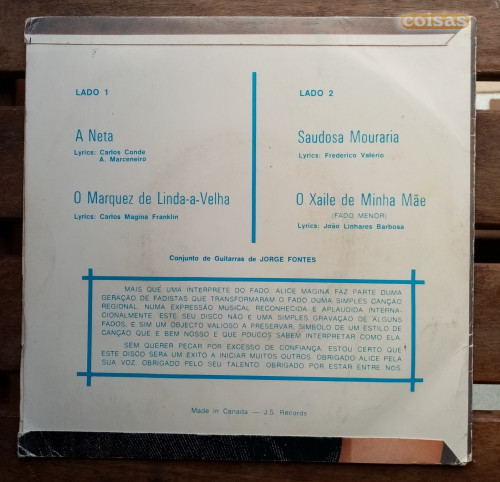 coisas
LADO 1
A Neta
Lyrics: Carlos Conde
A. Marceneiro
O Marquez de Linda-a-Velha
Lyrics: Carlos Magina Franklin
LADO 2
Saudosa Mouraria
Lyrics: Frederico Valerio
O Xaile de Minha Mãe
(FADO MENOR)
Lyrics: João Linhares Barbosa
Conjunto de Guitarras de JORGE FONTES
MAIS QUE UMA INTERPRETE DO FADO, ALICE MAGINA FAZ PARTE DUMA
GERAÇÃO DE FADISTAS QUE TRANSFORMARAM O FADO DUMA SIMPLES CANÇÃO
REGIONAL, NUMA EXPRESSÃO MUSICAL RECONHECIDA E APLAUDIDA INTERNA-
CIONALMENTE. ESTE SEU DISCO NÃO E UMA SIMPLES GRAVAÇÃO DE ALGUNS
FADOS, E SIM UM OBJECTO VALIOSO A PRESERVAR, SIMBOLO DE UM ESTILO DE
CANÇÃO QUE E BEM NOSSO E QUE POUCOS SABEM INTERPRETAR COMO ELA.
SEM QUERER PECAR POR EXCESSO DE CONFIANÇA, ESTOU CERTO QUE
ESTE DISCO SERA UM EXITO A INICIAR MUITOS OUTROS. OBRIGADO ALICE PELA
SUA VOZ. OBRIGADO PELO SEU TALENTO. OBRIGADO POR ESTAR ENTRE NOS.
Made in Canada — J.S. Records